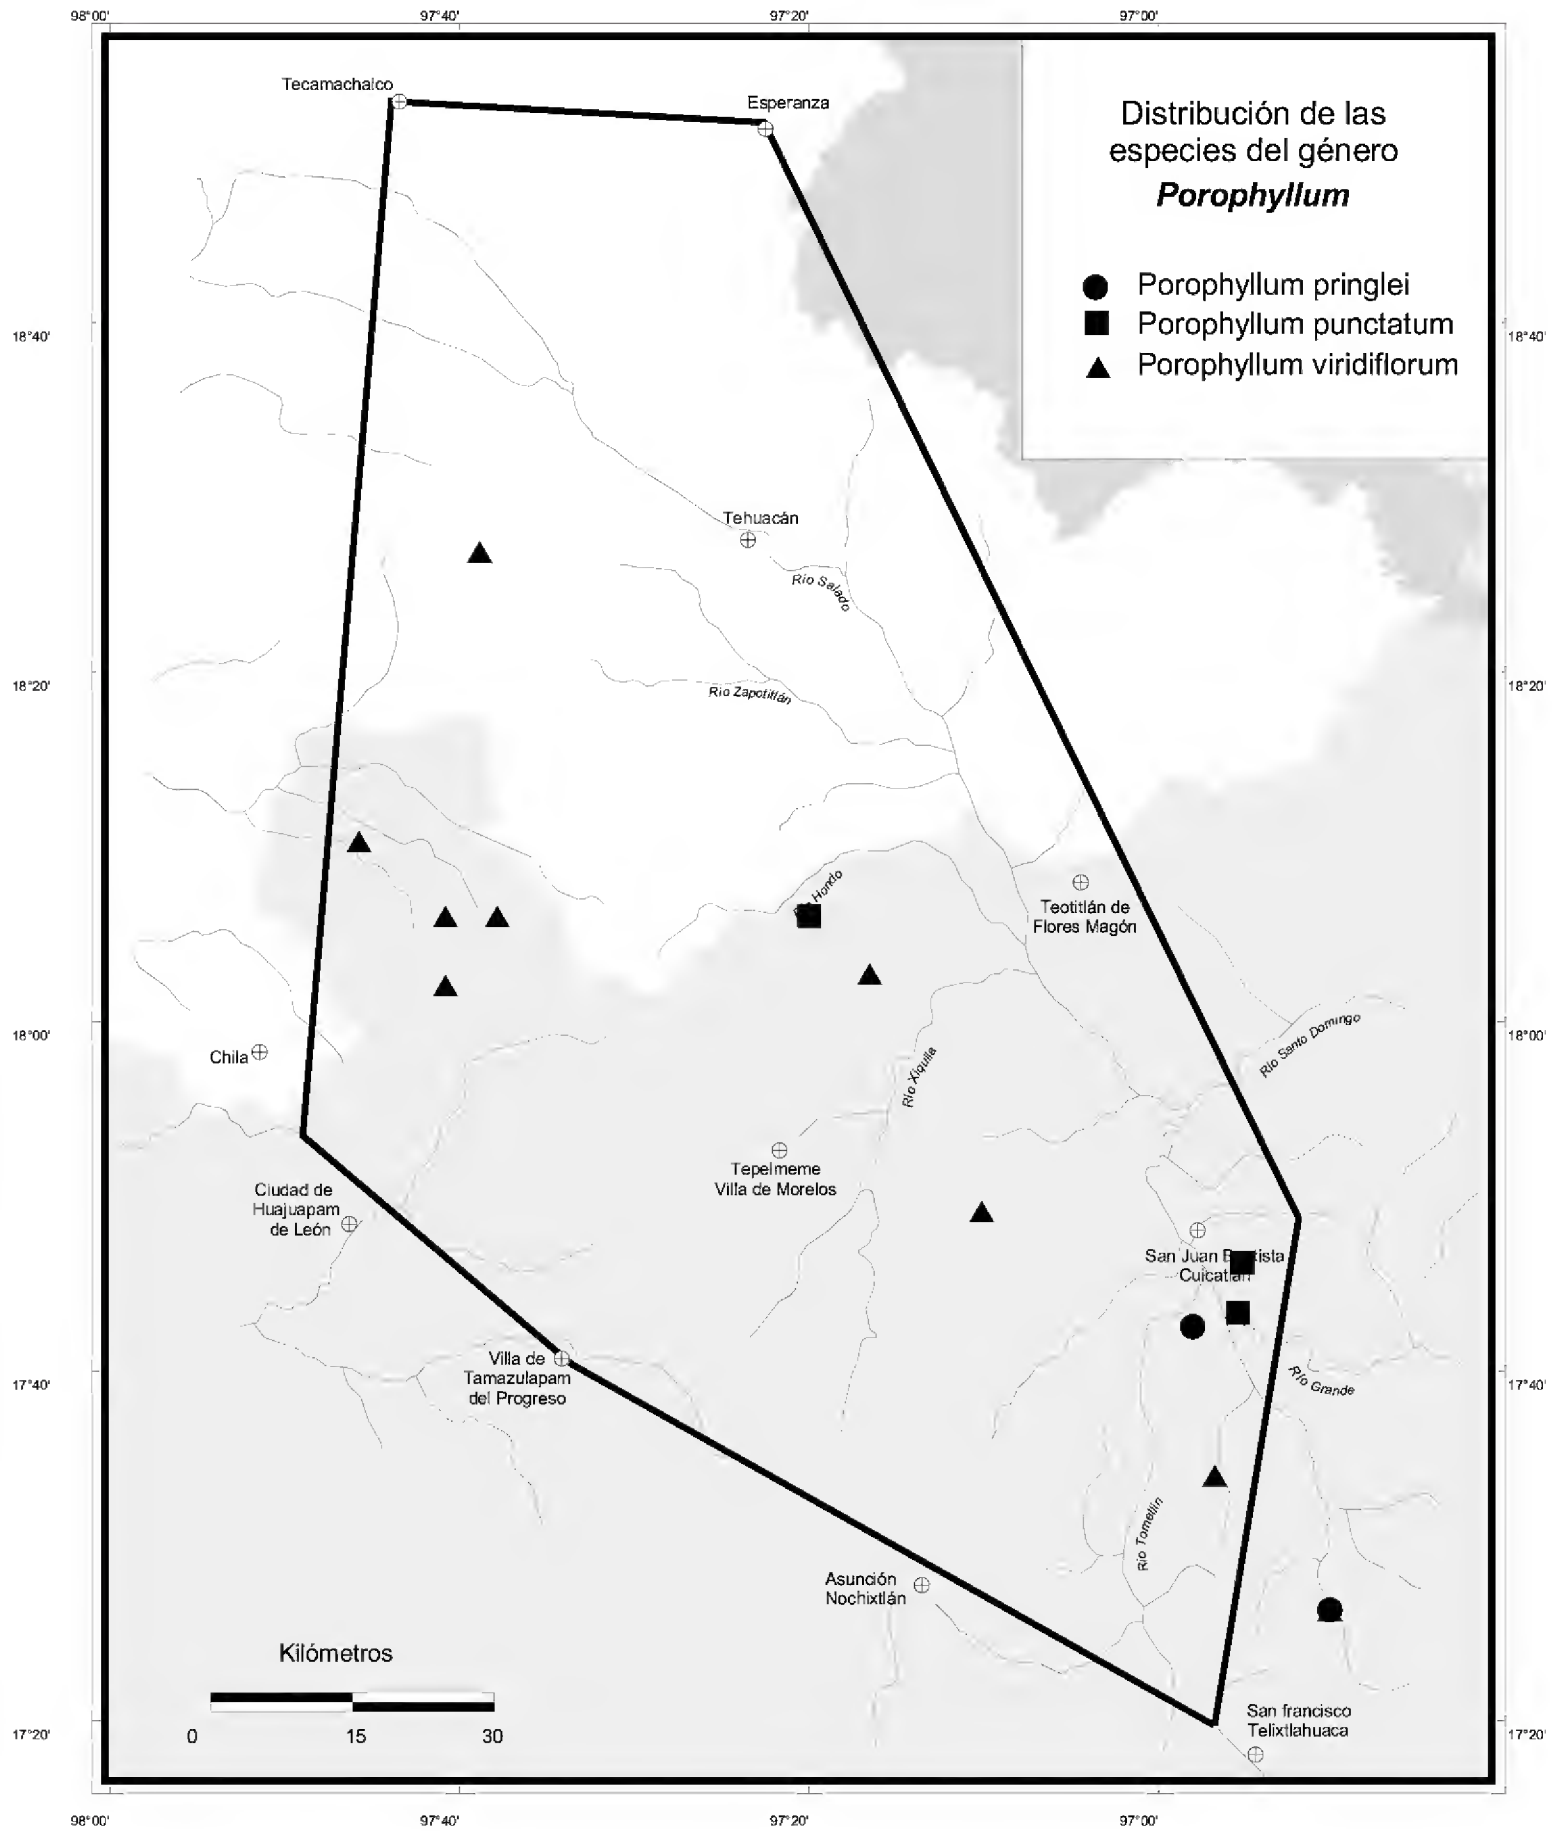 98°00'
97°40'
97°20'
97°00'
Tecamachalco
Esperanza
Distribución de las
especies del género
Porophyllum
Porophyllum pringlei
Porophyllum punctatum
Porophyllum viridiflorum
18°40'
18°40'
Tehuacán
Río Salado
18°20'
18°20'
Río Zapotitlán
Hondo
Teotitlán de
Flores Magón
18°00'
18°00'
Río Santo Domingo
Chila
Río Xiquila
Tepelmeme
Villa de Morelos
Ciudad de
Huajuapam
de León
San Juan Bautista
Cuicatlán
Villa de
Tamazulapam
del Progreso
17°40'
17°40'
Río Grande
Río Tomellín
Asunción
Nochixtlán
Kilómetros
0 15 30
San francisco
Telixtlahuaca
17°20'
17°20'
98°00'
97°40'
97°20'
97°00'